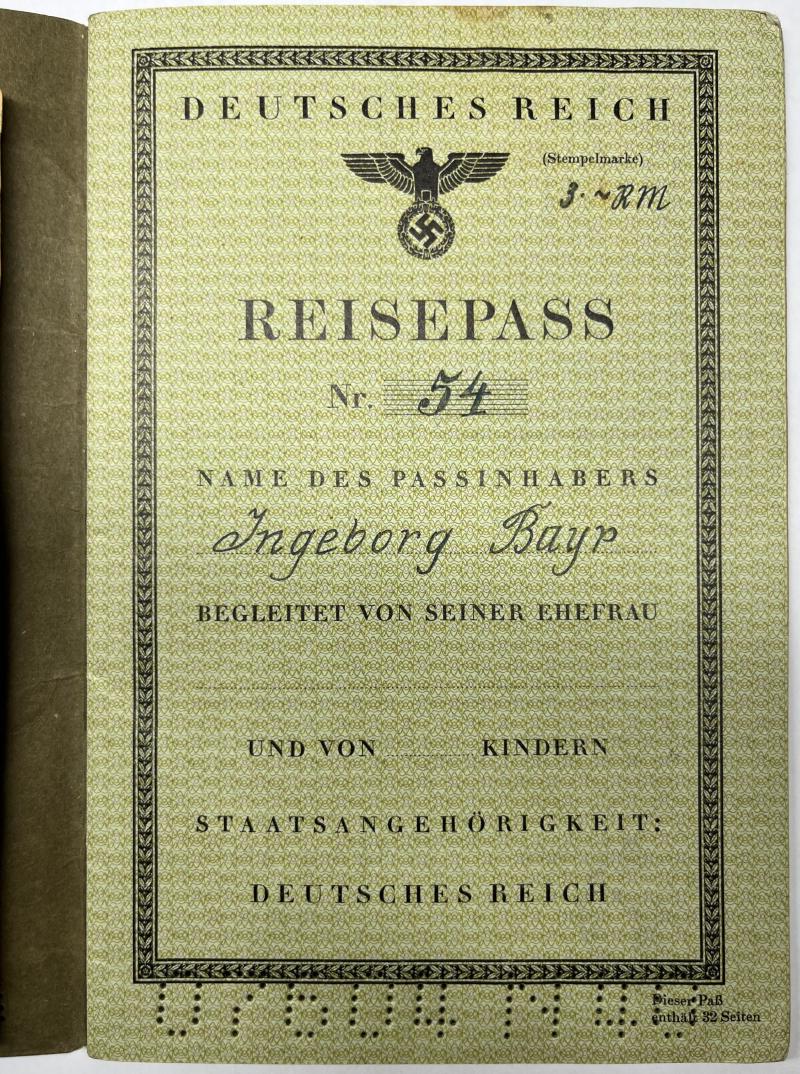 DEUTSCHES REICH
(Stempelmarke)
3.~RM
REISEPASS
Nr. 54
NAME DES PASSINHABERS
Ingeborg Bayr
BEGLEITET VON SEINER EHEFRAU
UND VON KINDERN
STAATSANGEHÖRIGKEIT:
DEUTSCHES REICH
Dieser Paß
enthält 32 Seiten